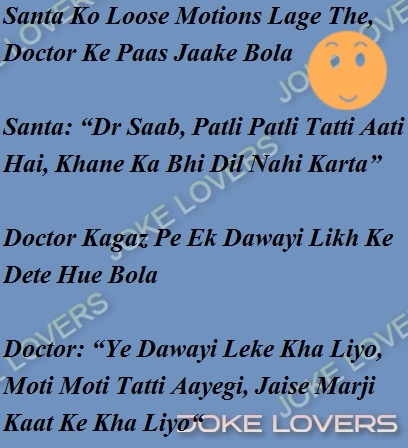 Santa Ko Loose Motions Lage The,
Doctor Ke Paas Jaake Bola
Santa: “Dr Saab, Patli Patli Tatti Aati
Hai, Khane Ka Bhi Dil Nahi Karta”
Doctor Kagaz Pe Ek Dawayi Likh Ke
Dete Hue Bola
Doctor: “Ye Dawayi Leke Kha Liyo,
Moti Moti Tatti Aayegi, Jaise Marji
Kaat Ke Kha Liyo“
JOKE LOVERS
JOKE LOVERS
JOKE LOVERS
JOKE LOVERS